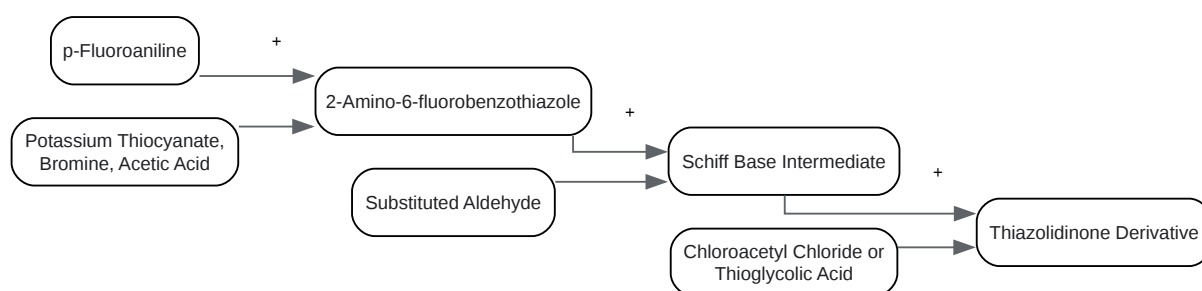 p-Fluoroaniline
+
Potassium Thiocyanate,
Bromine, Acetic Acid
2-Amino-6-fluorobenzothiazole
+
Substituted Aldehyde
Schiff Base Intermediate
+
Chloroacetyl Chloride or
Thioglycolic Acid
Thiazolidinone Derivative